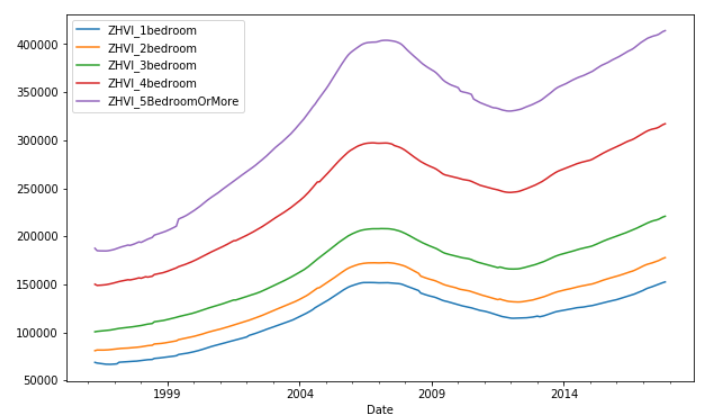 ZHVI_1bedroom
ZHVI_2bedroom
ZHVI_3bedroom
ZHVI_4bedroom
ZHVI_5BedroomOrMore
400000
350000
300000
250000
200000
150000
100000
50000
1999 2004 2009 2014
Date